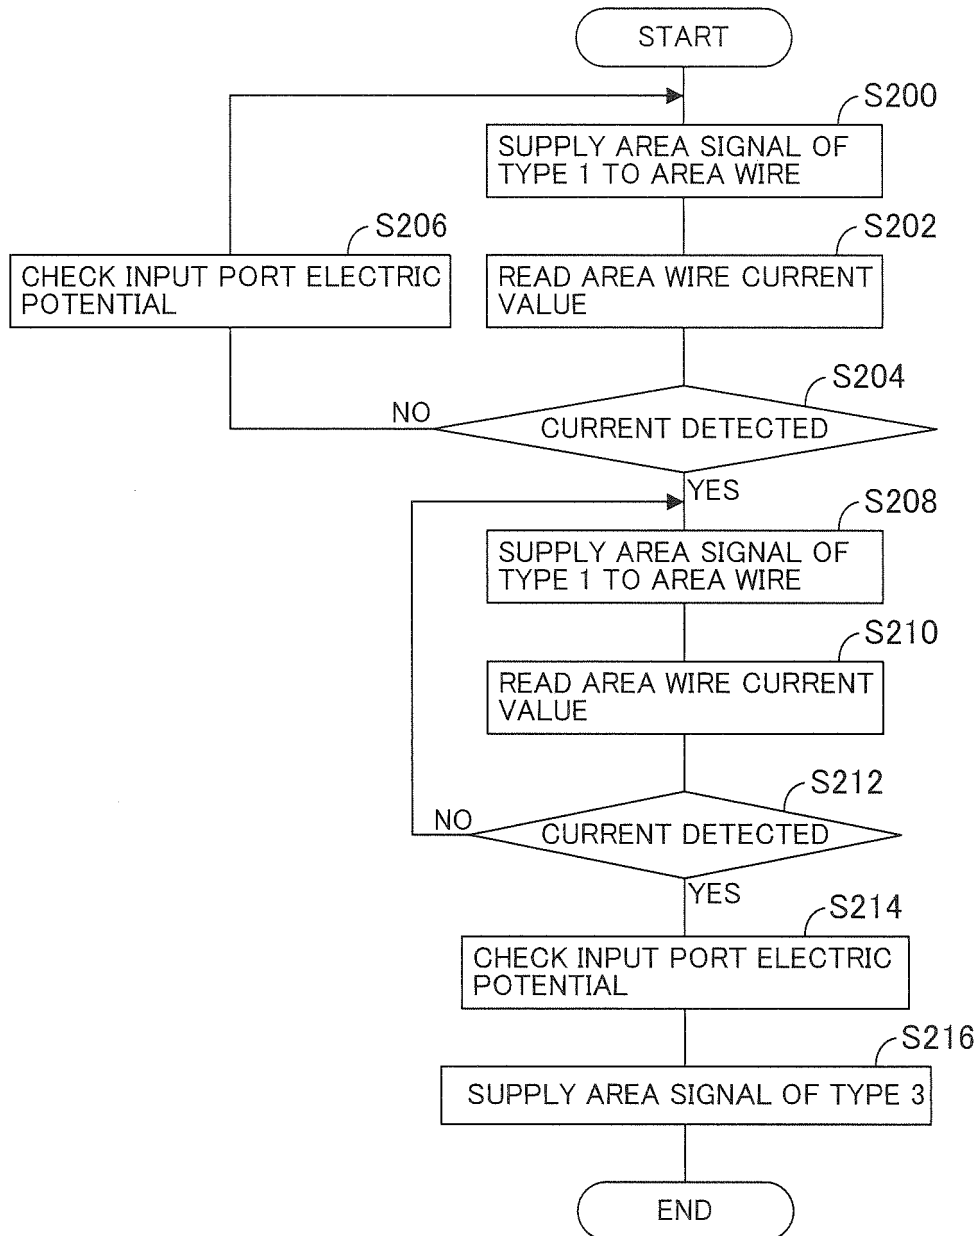 START
S200
SUPPLY AREA SIGNAL OF
TYPE 1 TO AREA WIRE
S206
CHECK INPUT PORT ELECTRIC
POTENTIAL
S202
READ AREA WIRE CURRENT
VALUE
S204
NO
CURRENT DETECTED
YES
S208
SUPPLY AREA SIGNAL OF
TYPE 1 TO AREA WIRE
S210
READ AREA WIRE CURRENT
VALUE
S212
NO
CURRENT DETECTED
YES
S214
CHECK INPUT PORT ELECTRIC
POTENTIAL
S216
SUPPLY AREA SIGNAL OF TYPE 3
END